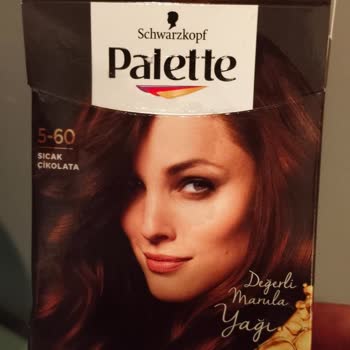 Schwarzkopf
Palette
5-60
SICAK
ÇİKOLATA
Değerli
Marula
Yağı